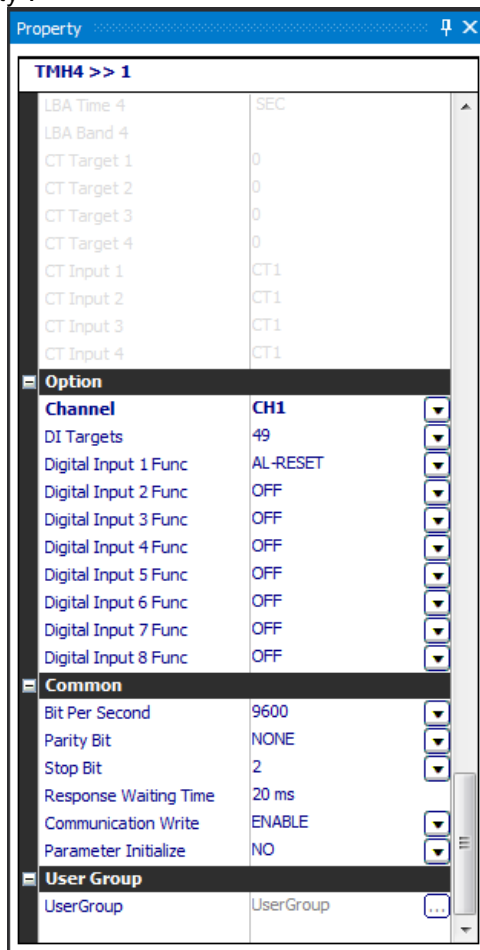 Property
TMH4 >> 1
LBA Time 4 SEC
LBA Band 4
CT Target 1 0
CT Target 2 0
CT Target 3 0
CT Target 4 0
CT Input 1 CT1
CT Input 2 CT1
CT Input 3 CT1
CT Input 4 CT1
Option
Channel CH1
DI Targets 49
Digital Input 1 Func AL-RESET
Digital Input 2 Func OFF
Digital Input 3 Func OFF
Digital Input 4 Func OFF
Digital Input 5 Func OFF
Digital Input 6 Func OFF
Digital Input 7 Func OFF
Digital Input 8 Func OFF
Common
Bit Per Second 9600
Parity Bit NONE
Stop Bit 2
Response Waiting Time 20 ms
Communication Write ENABLE
Parameter Initialize NO
User Group
UserGroup UserGroup ...